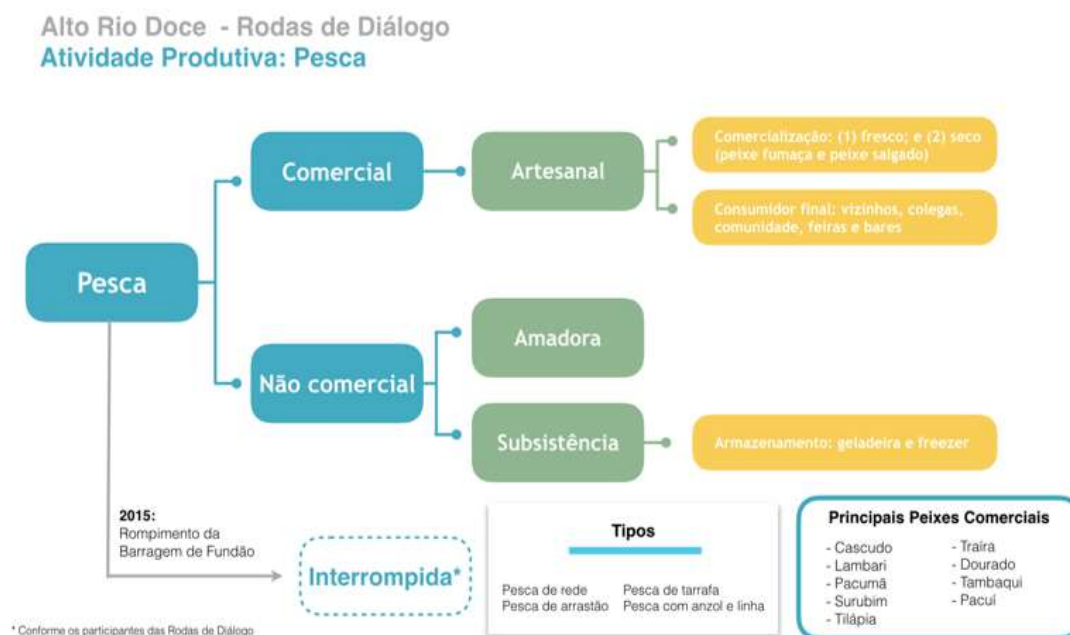 Alto Rio Doce - Rodas de Diálogo
Atividade Produtiva: Pesca
Pesca
Comercial
Artesanal
Comercialização: (1) fresco; e (2) seco
(peixe fumaça e peixe salgado)
Consumidor final: vizinhos, colegas,
comunidade, feiras e bares
Não comercial
Amadora
Subsistência
Armazenamento: geladeira e freezer
2015:
Rompimento da
Barragem de Fundão
Interrompida*
Tipos
Pesca de rede
Pesca de arrastão
Pesca de tarrafa
Pesca com anzol e linha
Principais Peixes Comerciais
- Cascudo
- Lambari
- Pacumã
- Surubim
- Tilápia
- Traíra
- Dourado
- Tambaqui
- Pacuí
* Conforme os participantes das Rodas de Diálogo